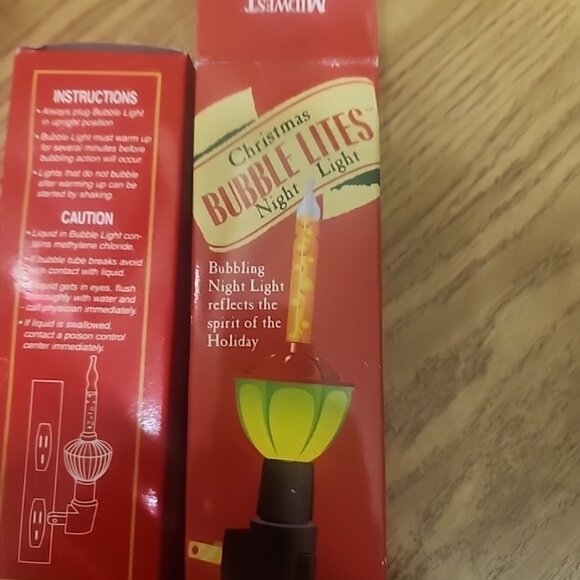 INSTRUCTIONS
• Always plug Bubble Light
in upright position
• Bubble Light must warm up
for several minutes before
bubbling action will occur.
• Lights that do not bubble
after warming up can be
started by shaking.
CAUTION
• Liquid in Bubble Light con-
tains methylene chloride.
If bubble tube breaks avoid
contact with liquid.
gets in eyes, flush
with water and
call physician immediately.
• If liquid is swallowed,
contact a poison control
center immediately.
MIDWEST
Christmas
BUBBLE LITES™
Night Light
Bubbling
Night Light
reflects the
spirit of the
Holiday